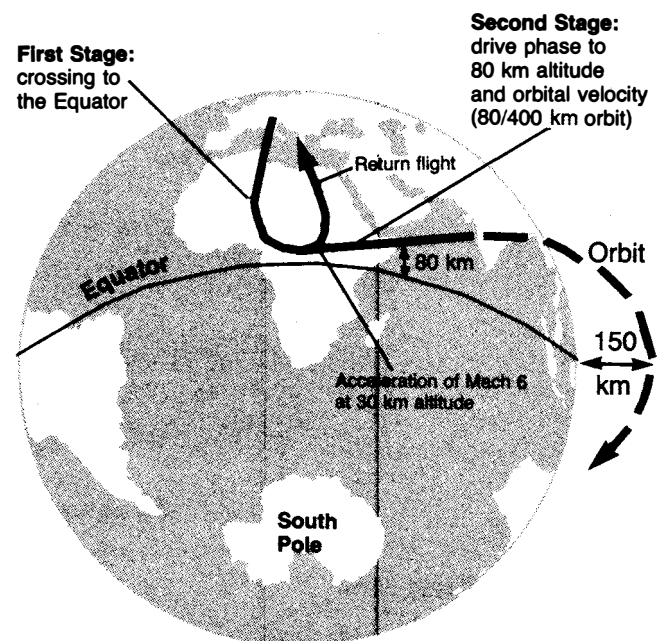 First Stage:
crossing to
the Equator
Second Stage:
drive phase to
80 km altitude
and orbital velocity
(80/400 km orbit)
Return flight
Orbit
80 km
Equator
150
km
Acceleration of Mach 6
at 30 km altitude
South
Pole